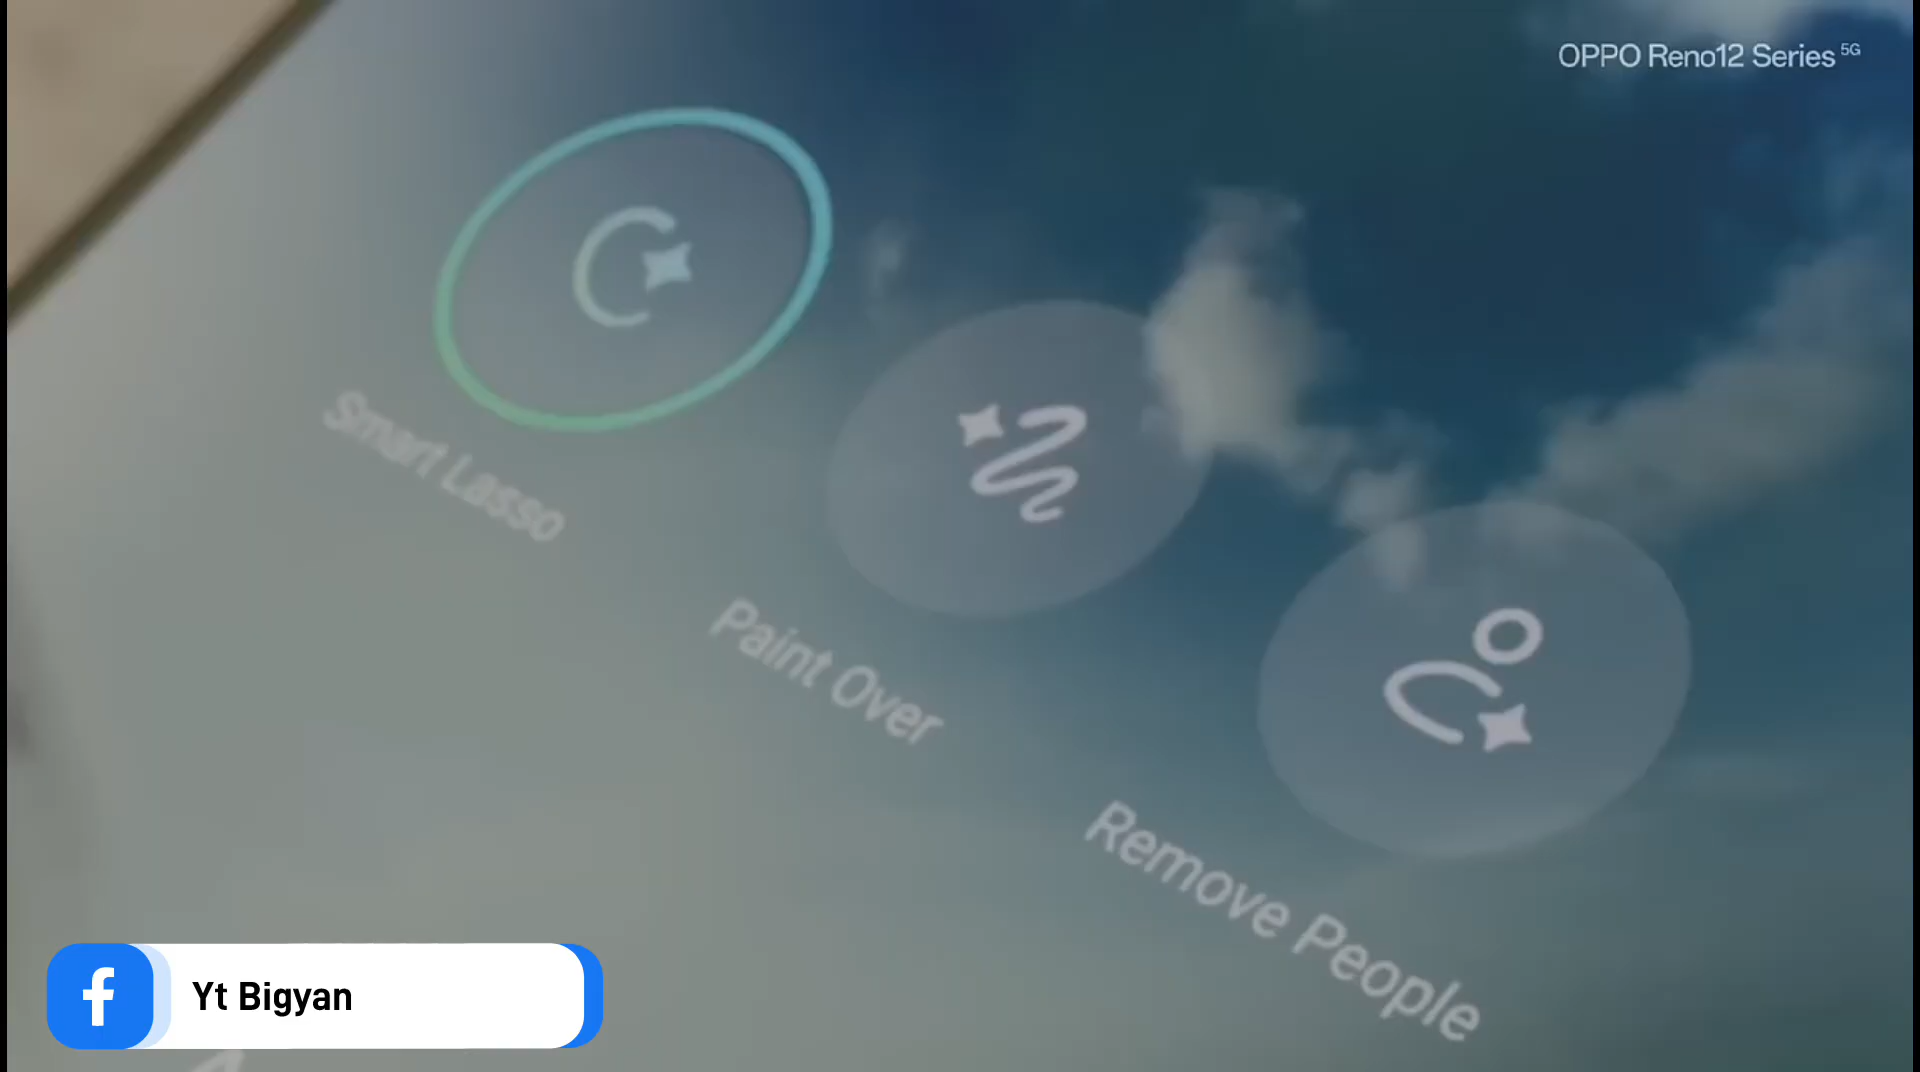 OPPO Reno12 Series 5G
Smart Lasso
Paint Over
Remove People
Yt Bigyan